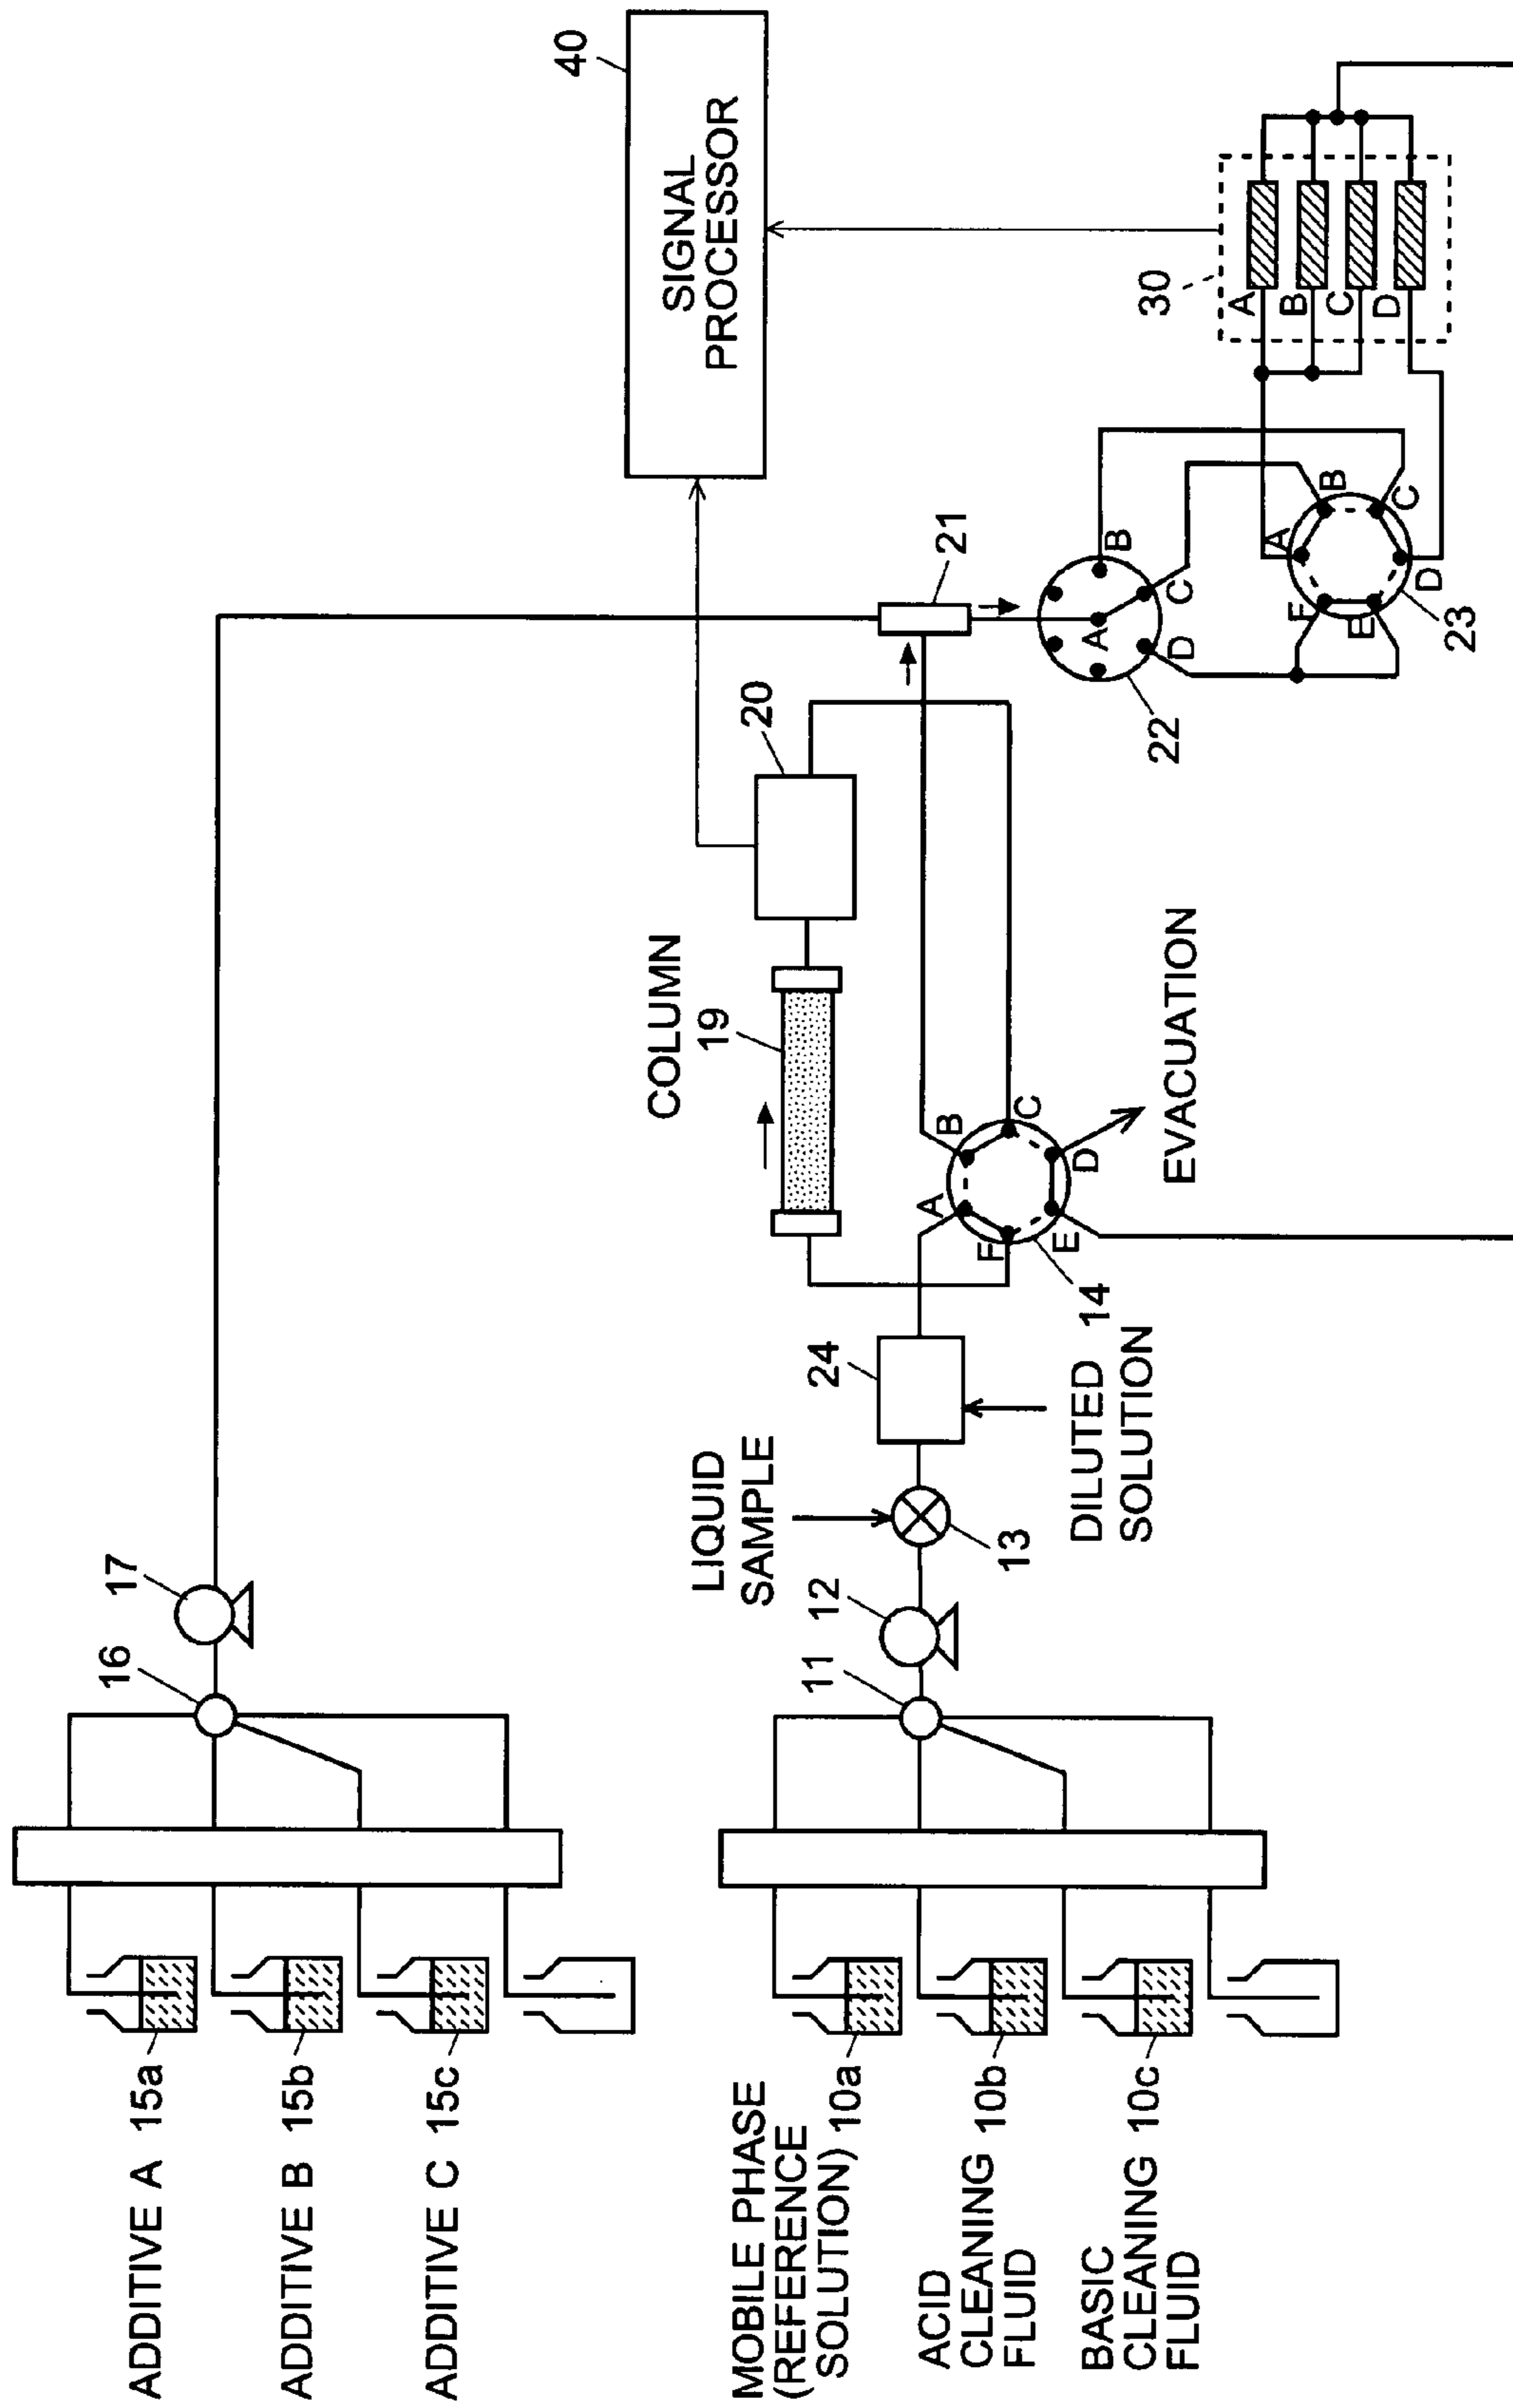 ADDITIVE A 15a
ADDITIVE B 15b
ADDITIVE C 15c
16
17
MOBILE PHASE
(REFERENCE
SOLUTION) 10a
ACID
CLEANING 10b
FLUID
BASIC
CLEANING 10c
FLUID
11
12
LIQUID
SAMPLE
13
24
DILUTED
SOLUTION
14
A
B
C
D
E
F
EVACUATION
COLUMN
19
20
21
22
A
B
C
D
23
A
B
C
D
E
F
30
A
B
C
D
40
SIGNAL
PROCESSOR